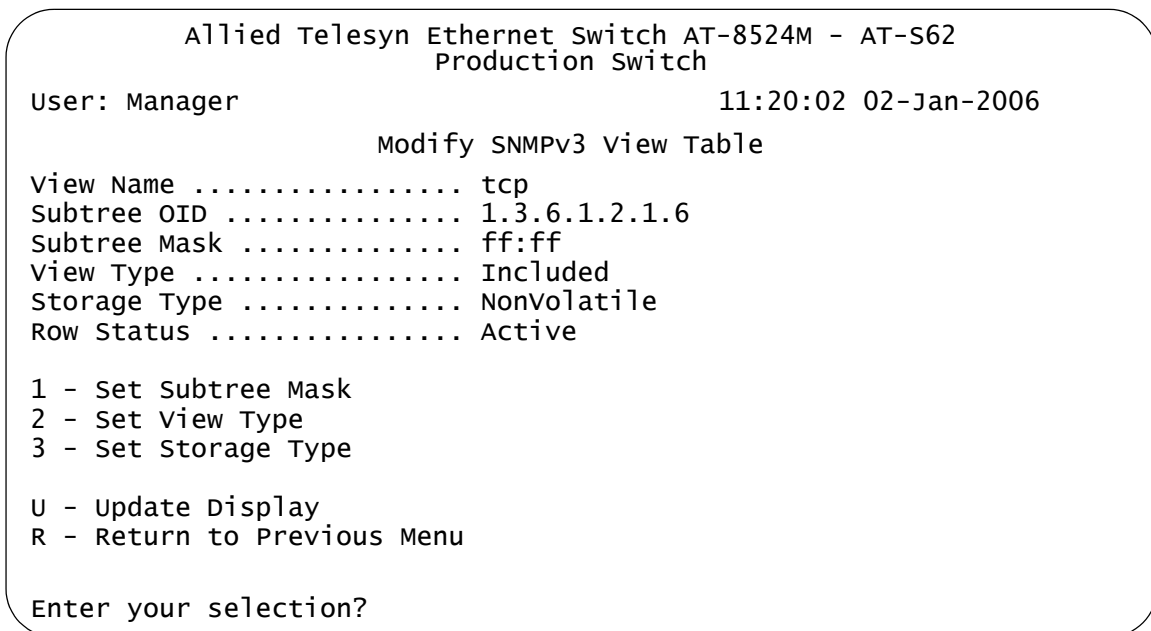 Allied Telesyn Ethernet Switch AT-8524M - AT-S62
Production Switch
User: Manager 11:20:02 02-Jan-2006
Modify SNMPv3 View Table
View Name ................. tcp
Subtree OID ............... 1.3.6.1.2.1.6
Subtree Mask .............. ff:ff
View Type ................. Included
Storage Type .............. NonVolatile
Row Status ................ Active
1 - Set Subtree Mask
2 - Set View Type
3 - Set Storage Type
U - Update Display
R - Return to Previous Menu
Enter your selection?